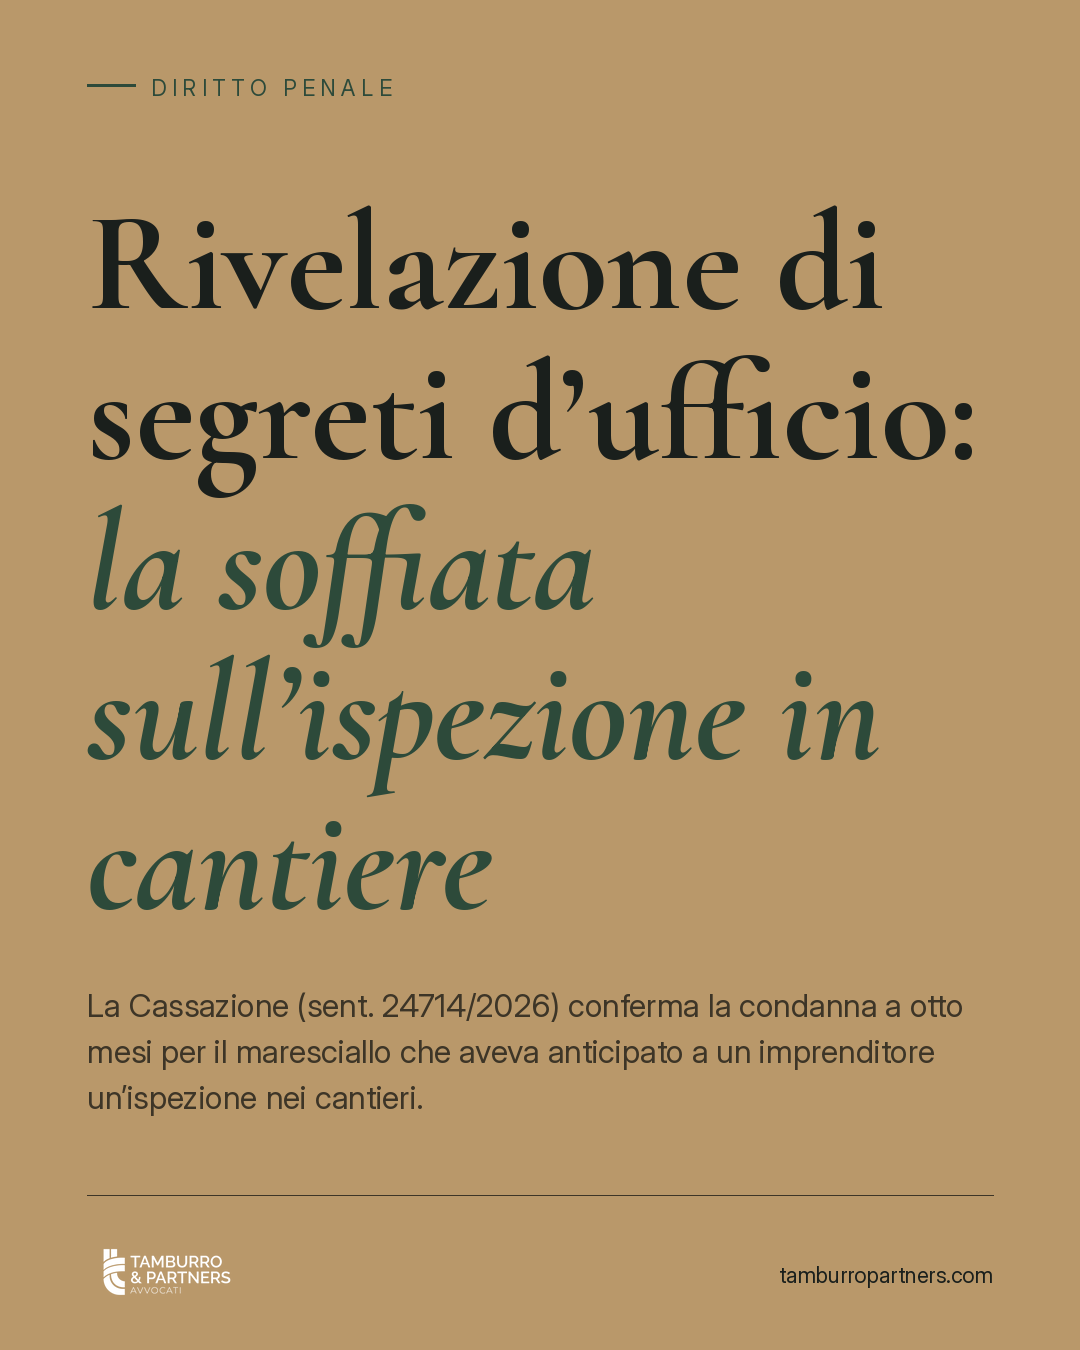 DIRITTO PENALE
Rivelazione di
segreti d’ufficio:
la soffiata
sull’ispezione in
cantiere
La Cassazione (sent. 24714/2026) conferma la condanna a otto
mesi per il maresciallo che aveva anticipato a un imprenditore
un’ispezione nei cantieri.
TAMBURRO
& PARTNERS
AVVOCATI
tamburropartners.com